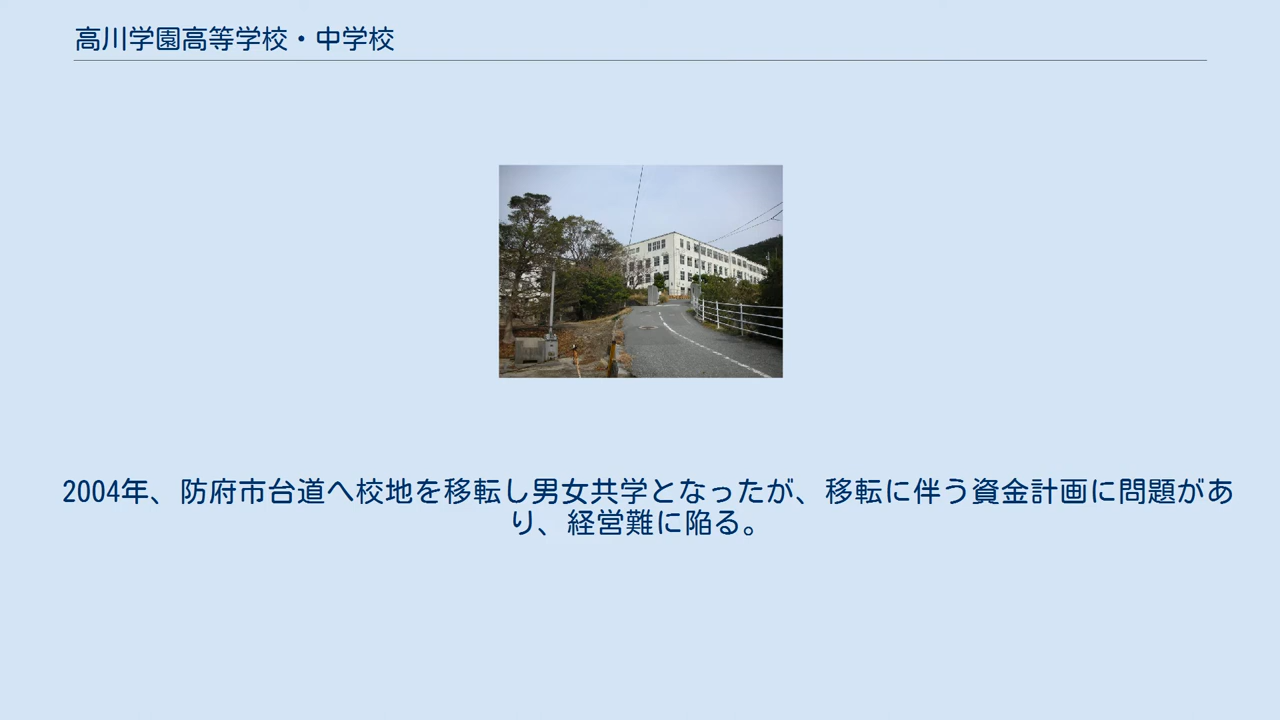 高川学園高等学校・中学校
2004年、防府市台道へ校地を移転し男女共学となったが、移転に伴う資金計画に問題があ
り、経営難に陥る。